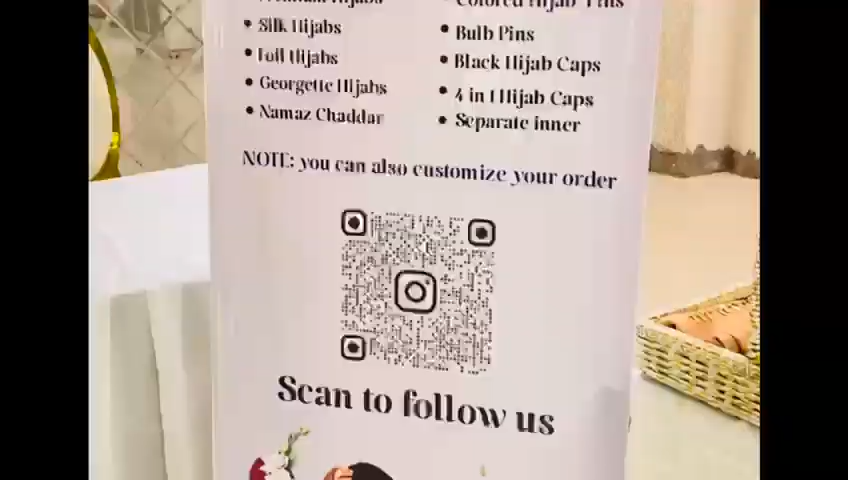 Hijabs
Colored Hijab Pins
• Silk Hijabs
• Bulb Pins
• Foil Hijabs
• Black Hijab Caps
• Georgette Hijabs
• 4 in 1 Hijab Caps
• Namaz Chaddar
• Separate inner
NOTE: you can also customize your order
Scan to follow us